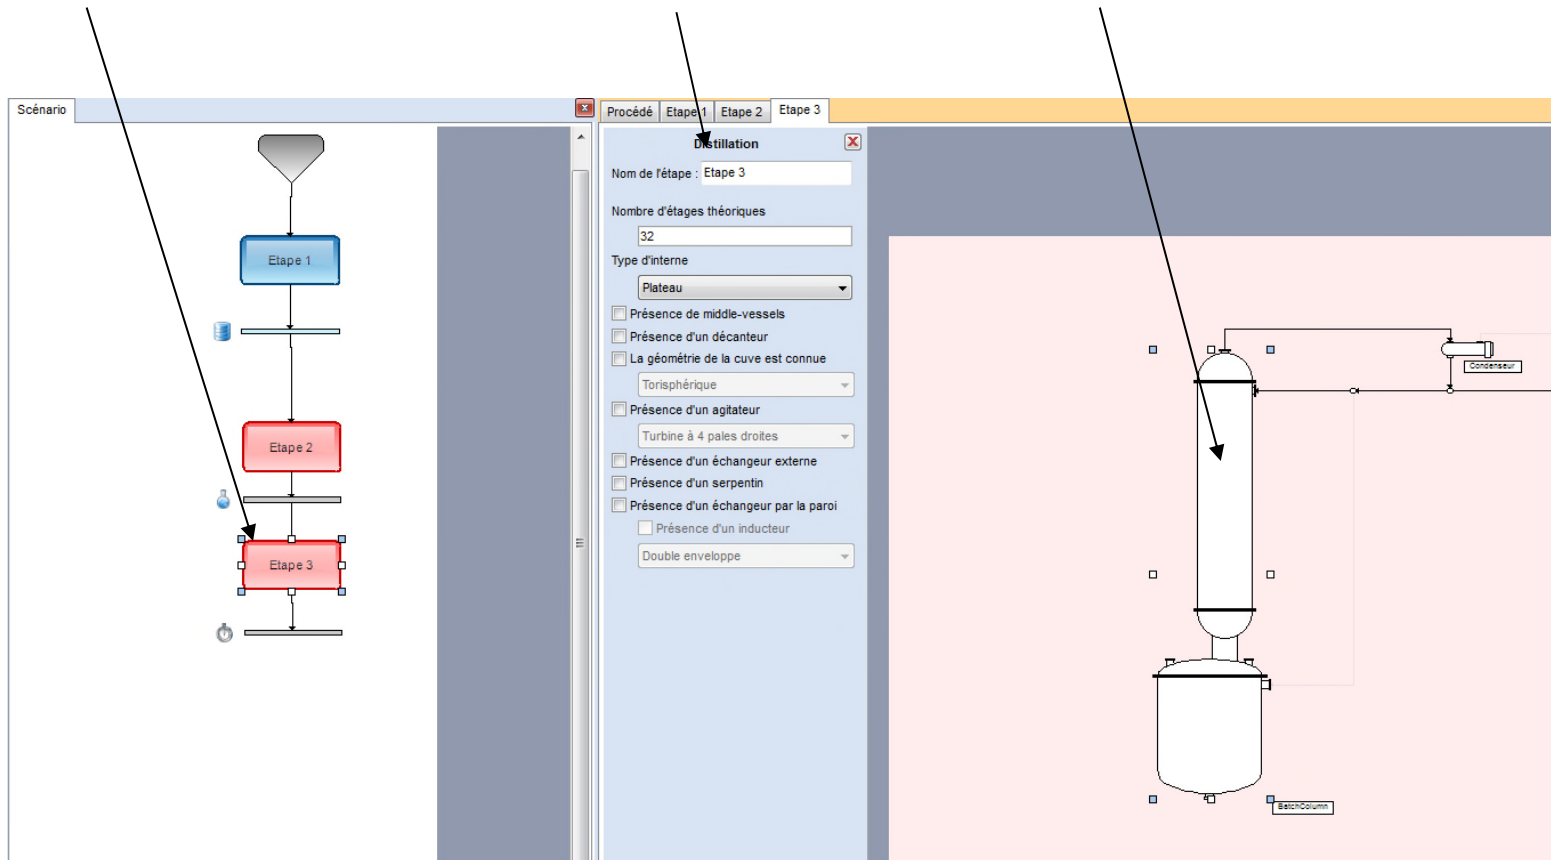 Scénario
Etape 1
Etape 2
Etape 3
Procédé Etape 1 Etape 2 Etape 3
Distillation
Nom de l'étape : Etape 3
Nombre d'étages théoriques
32
Type d'interne
Plateau
Présence de middle-vessels
Présence d'un décanteur
La géométrie de la cuve est connue
Torisphérique
Présence d'un agitateur
Turbine à 4 pales droites
Présence d'un échangeur externe
Présence d'un serpentin
Présence d'un échangeur par la paroi
Présence d'un inducteur
Double enveloppe
Condenseur
BatchColumn